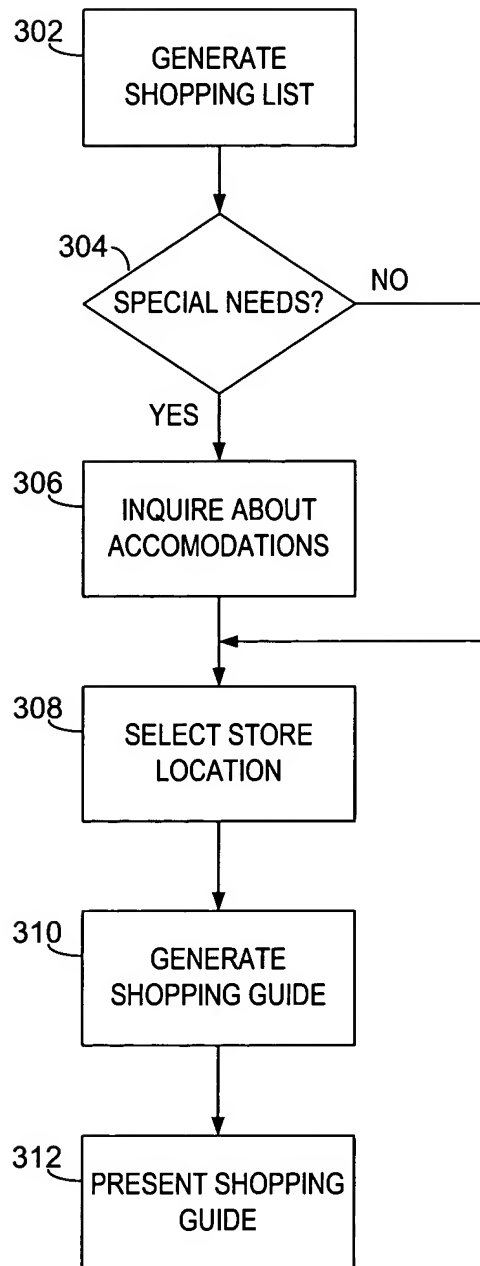 302
GENERATE
SHOPPING LIST
304
SPECIAL NEEDS?
NO
YES
306
INQUIRE ABOUT
ACCOMODATIONS
308
SELECT STORE
LOCATION
310
GENERATE
SHOPPING GUIDE
312
PRESENT SHOPPING
GUIDE